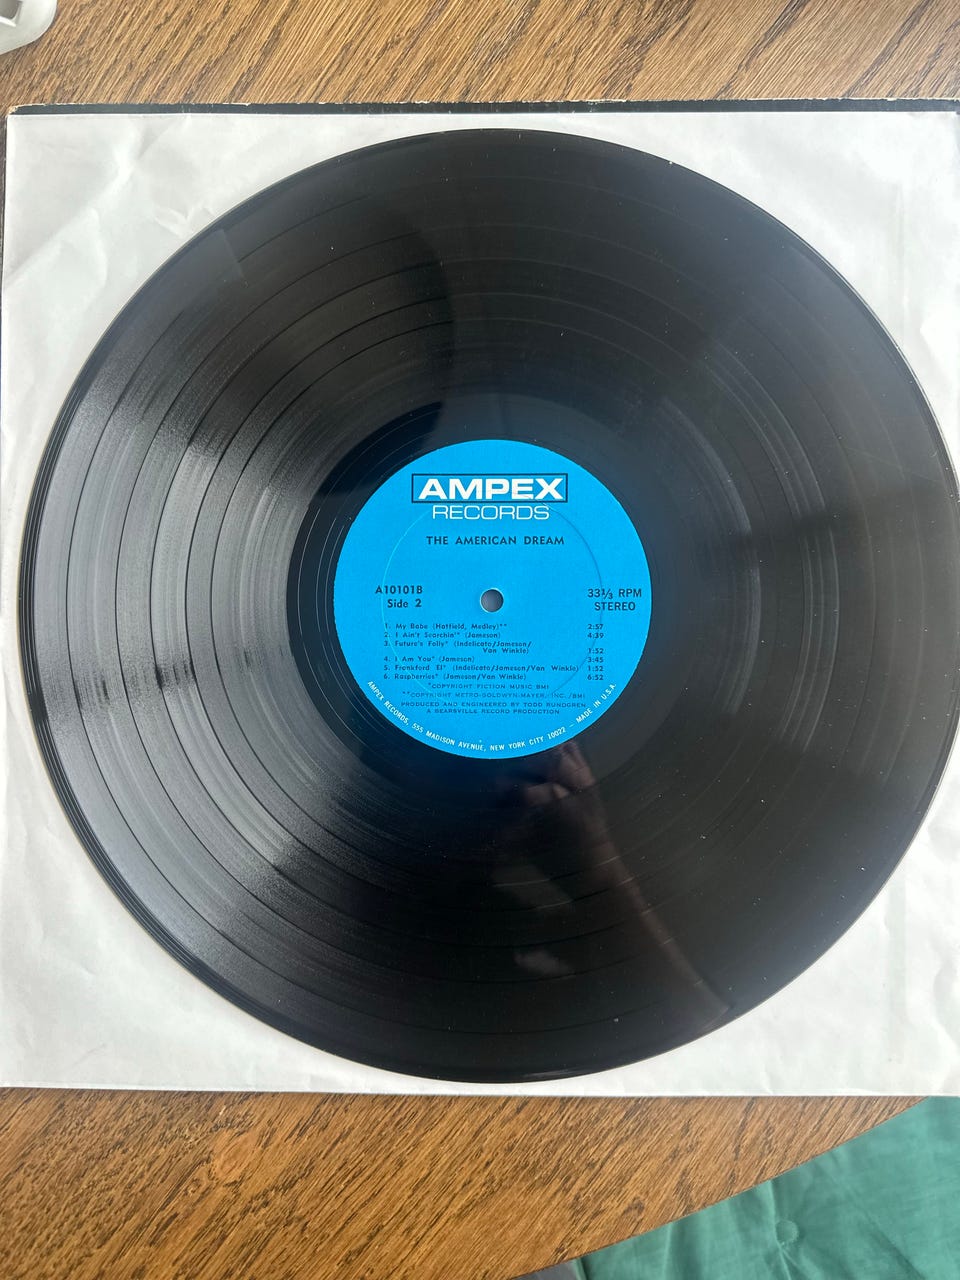 AMPEX
RECORDS
THE AMERICAN DREAM
A10101B
Side 2
33⅓ RPM
STEREO
1. My Babe (Hatfield, Medley)** 2:57
2. I Ain't Searchin'* (Jameson) 4:39
3. Future's Folly* (Indelicato/Jameson/
Van Winkle) 1:52
4. I Am You* (Jameson) 3:45
5. Frankford El* (Indelicato/Jameson/Van Winkle) 1:52
6. Raspberries* (Jameson/Van Winkle) 6:52
*COPYRIGHT FICTION MUSIC BMI
**COPYRIGHT METRO-GOLDWYN-MAYER, INC./BMI
PRODUCED AND ENGINEERED BY TODD RUNDGREN
A BEARSVILLE RECORD PRODUCTION
AMPEX RECORDS, 555 MADISON AVENUE, NEW YORK CITY 10022 — MADE IN U.S.A.